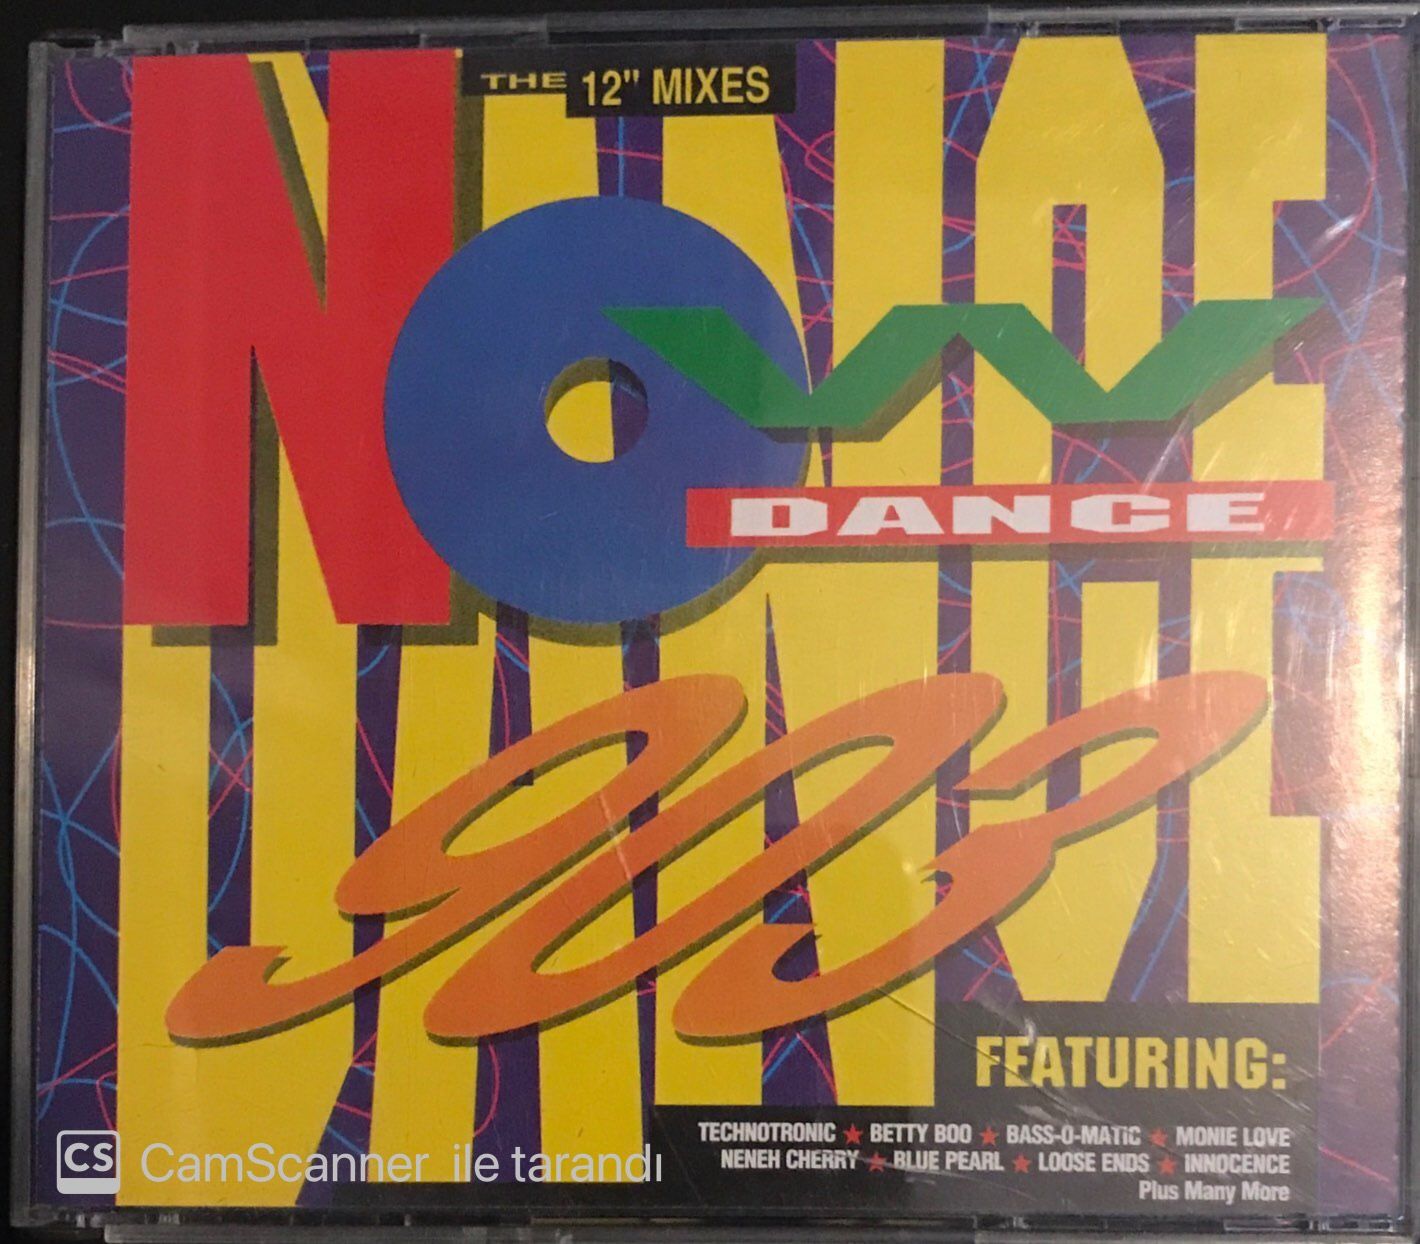 THE 12" MIXES
NOW
DANCE
903
FEATURING:
TECHNOTRONIC ★ BETTY BOO ★ BASS-O-MATIC ★ MONIE LOVE
NENEH CHERRY ★ BLUE PEARL ★ LOOSE ENDS ★ INNOCENCE
Plus Many More
CS CamScanner ile tarandı